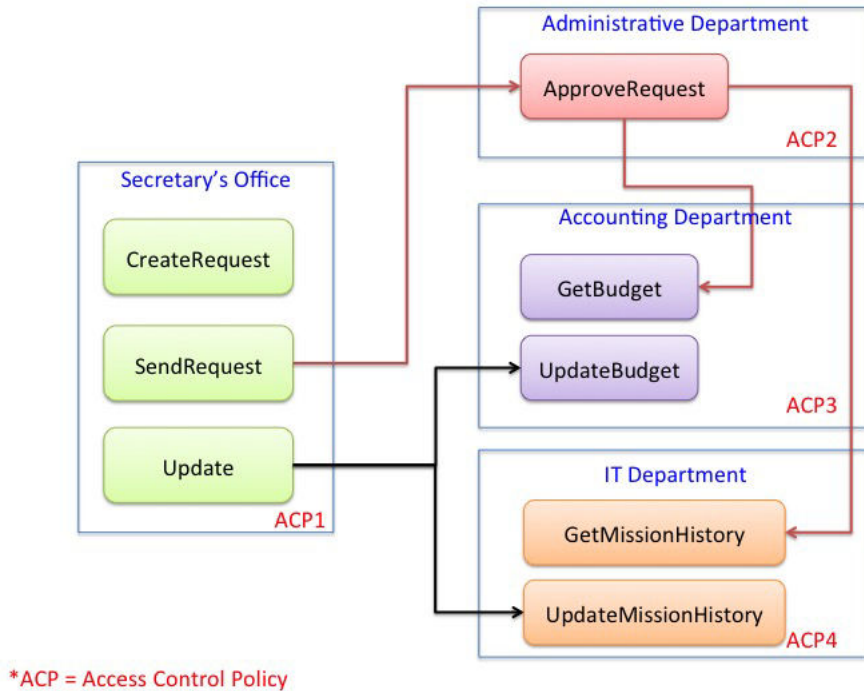 Administrative Department
ApproveRequest
ACP2
Secretary's Office
CreateRequest
SendRequest
Update
ACP1
Accounting Department
GetBudget
UpdateBudget
ACP3
IT Department
GetMissionHistory
UpdateMissionHistory
ACP4
*ACP = Access Control Policy